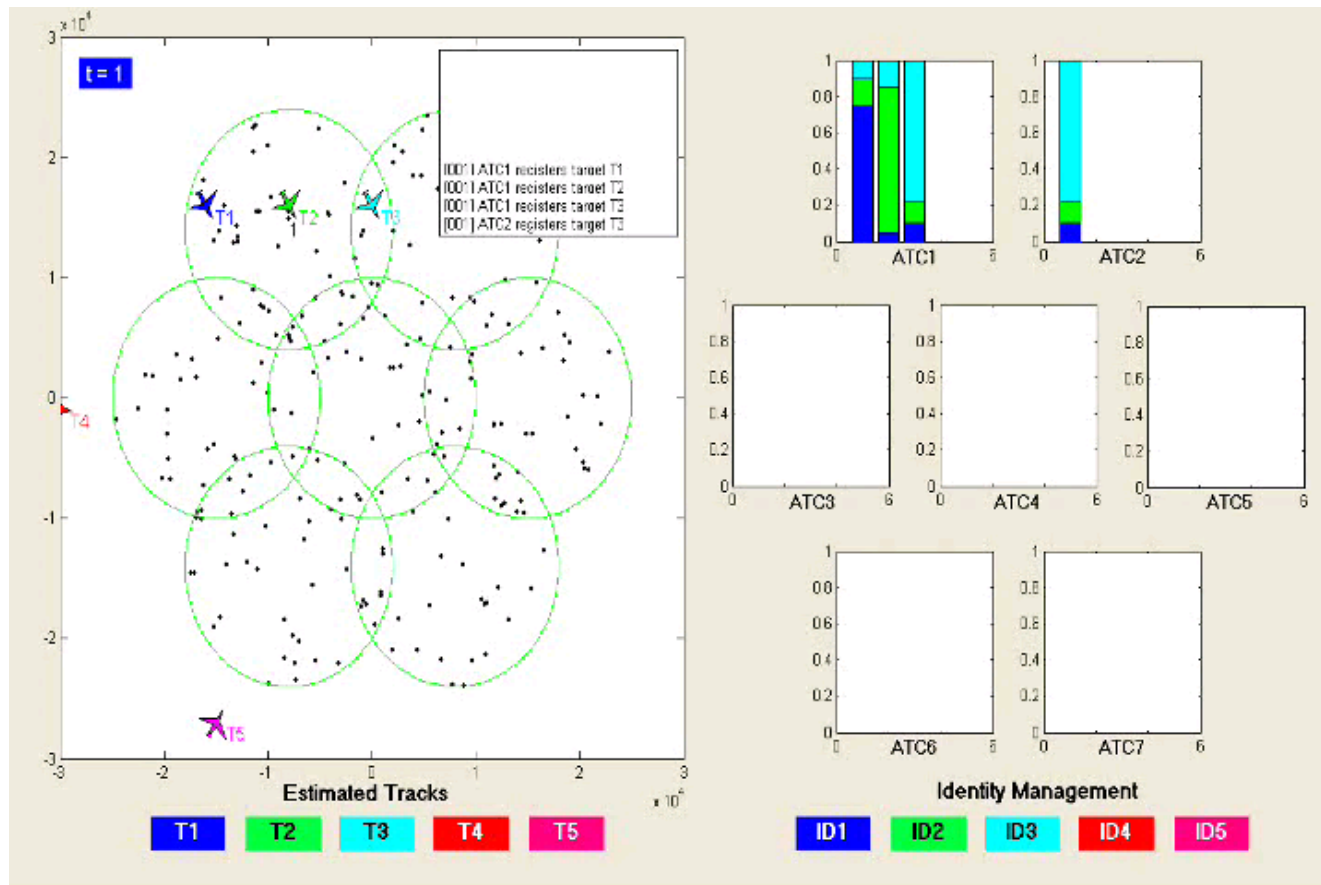 x 10⁴
3
2
1
0
-1
-2
-3
t = 1
[001] ATC1 registers target T1
[001] ATC1 registers target T2
[001] ATC1 registers target T3
[001] ATC2 registers target T3
T1
T2
T3
T4
T5
-3 -2 -1 0 1 2 3
x 10⁴
Estimated Tracks
T1 T2 T3 T4 T5
1
0.8
0.6
0.4
0.2
0
0 6
ATC1
1
0.8
0.6
0.4
0.2
0
0 6
ATC2
1
0.8
0.6
0.4
0.2
0
0 6
ATC3
1
0.8
0.6
0.4
0.2
0
0 6
ATC4
1
0.8
0.6
0.4
0.2
0
0 6
ATC5
1
0.8
0.6
0.4
0.2
0
0 6
ATC6
1
0.8
0.6
0.4
0.2
0
0 6
ATC7
Identity Management
ID1 ID2 ID3 ID4 ID5